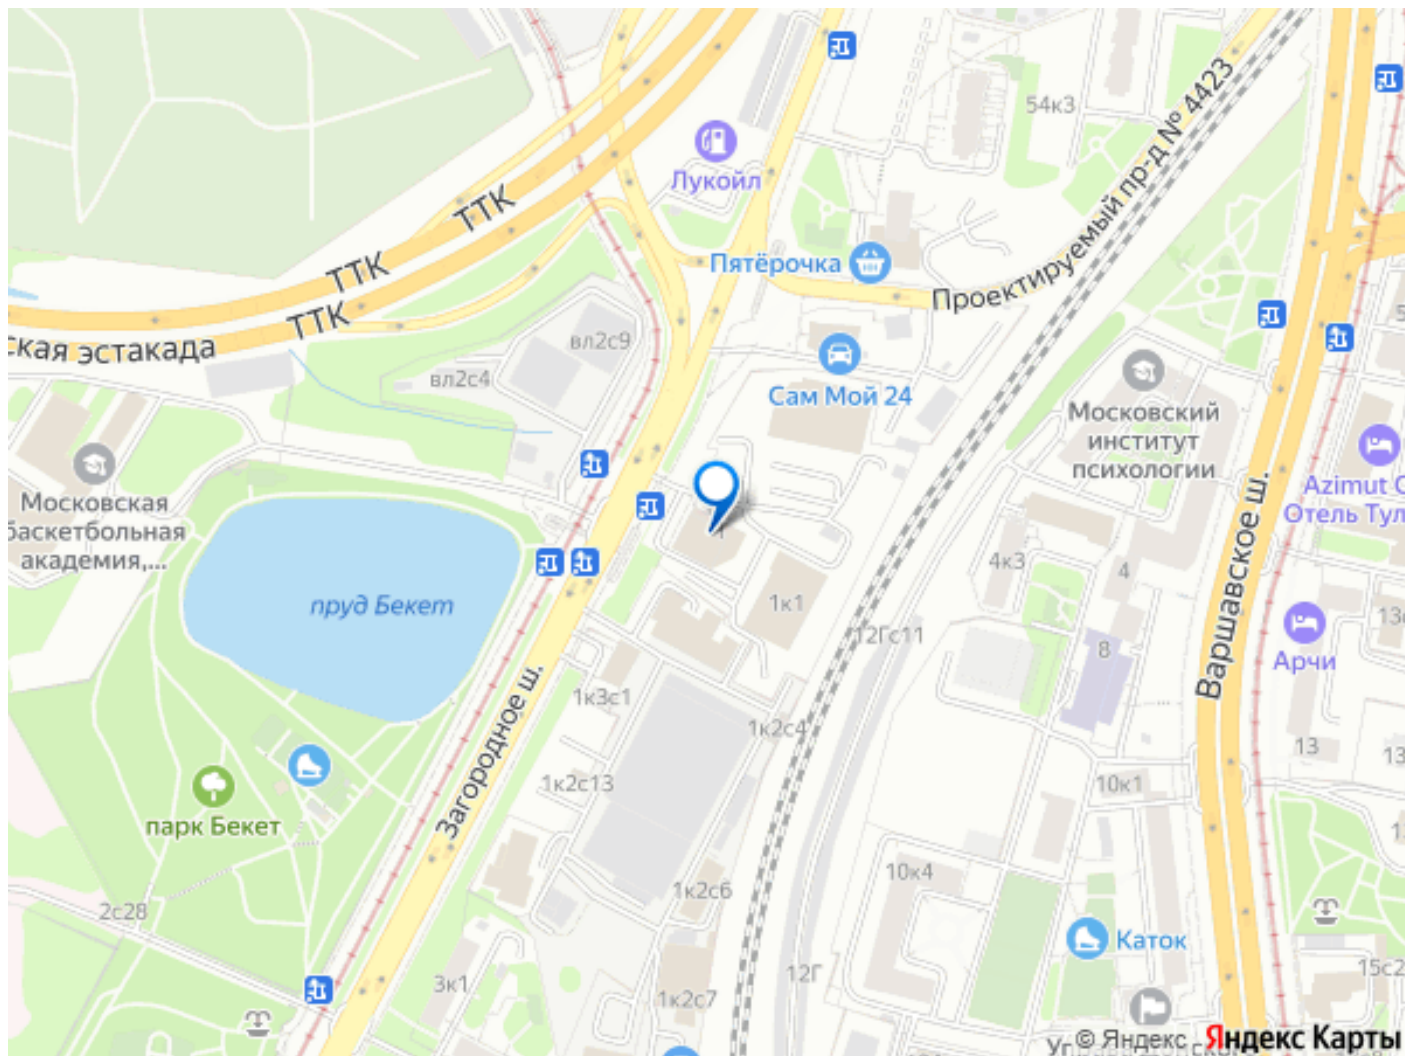 54к3
Проектируемый пр-д № 4423
Лукойл
ТТК
Пятёрочка
ТТК
ТТК
ская эстакада
вл2с9
вл2с4
Сам Мой 24
Московский
институт
психологии
Московская
баскетбольная
академия,...
Azimut
Отель Тул
Варшавское ш.
пруд Бекет
4к3
4
1к1
12Гс11
8
Арчи
13
1к3с1
1к2с4
Загородное ш.
1к2с13
10к1
парк Бекет
10к4
1к2с6
2с28
Каток
3к1
12Г
1к2с7
15с2
© Яндекс
Яндекс Карты